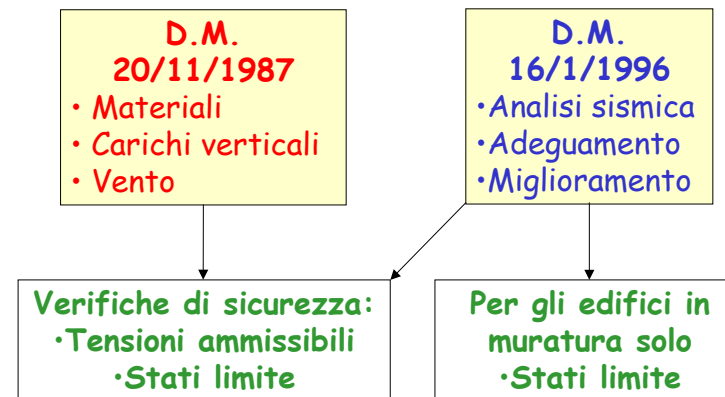 D.M.
20/11/1987
• Materiali
• Carichi verticali
• Vento
D.M.
16/1/1996
•Analisi sismica
•Adeguamento
•Miglioramento
Verifiche di sicurezza:
•Tensioni ammissibili
•Stati limite
Per gli edifici in
muratura solo
•Stati limite